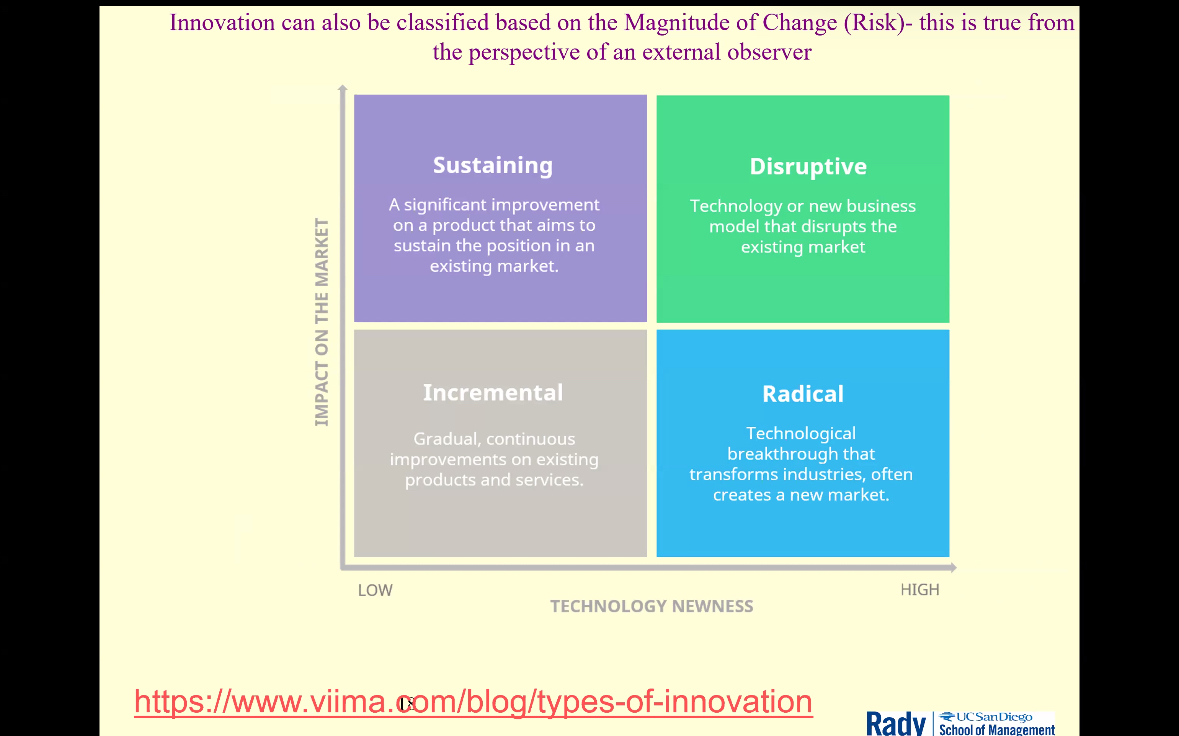 Innovation can also be classified based on the Magnitude of Change (Risk)- this is true from
the perspective of an external observer
IMPACT ON THE MARKET
Sustaining
A significant improvement
on a product that aims to
sustain the position in an
existing market.
Disruptive
Technology or new business
model that disrupts the
existing market
Incremental
Gradual, continuous
improvements on existing
products and services.
Radical
Technological
breakthrough that
transforms industries, often
creates a new market.
LOW
HIGH
TECHNOLOGY NEWNESS
https://www.viima.com/blog/types-of-innovation
18
Rady
UC San Diego
School of Management